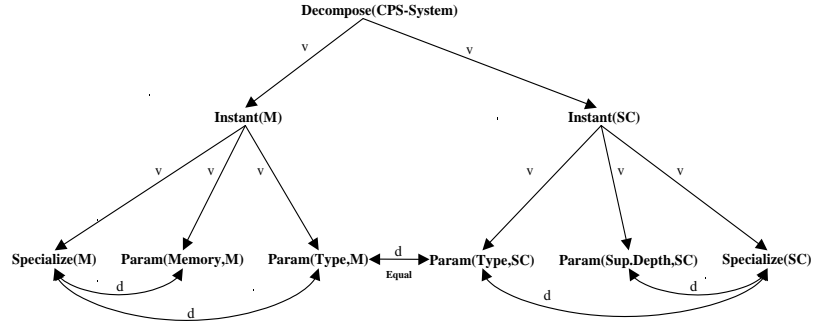 Decompose(CPS-System)
v
v
Instant(M)
Instant(SC)
v
v
v
v
v
v
Specialize(M)
Param(Memory,M)
Param(Type,M)
d
Equal
Param(Type,SC)
Param(Sup.Depth,SC)
Specialize(SC)
d
d
d
d